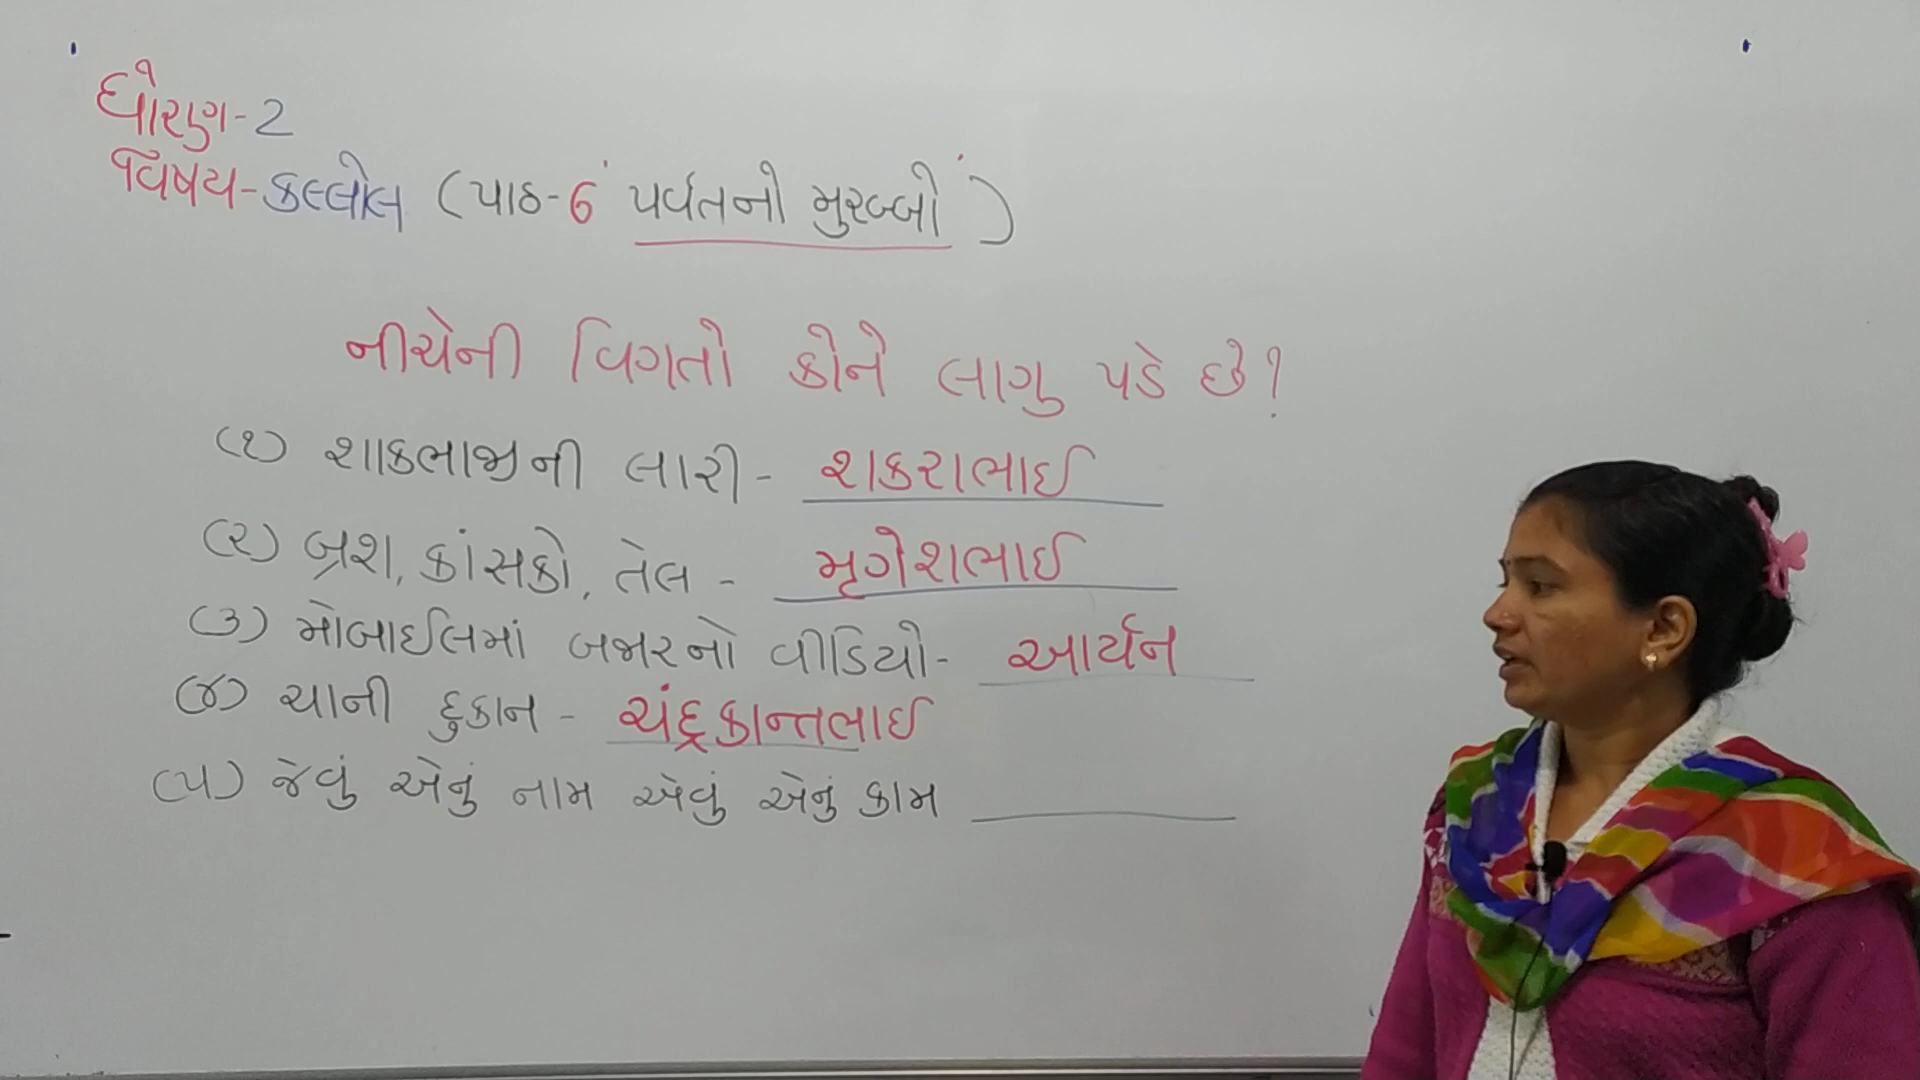 ધોરણ-2
વિષય-કલ્લોલ (પાઠ-6 પર્વતનો મુરબ્બો)
નીચેની વિગતો કોને લાગુ પડે છે?
(૧) શાકભાજીની લારી- શકરાભાઈ
(૨) બ્રશ, કાંસકો, તેલ - મૃગેશભાઈ
(૩) મોબાઈલમાં બજારનો વીડિયો- આર્યન
(૪) ચાની દુકાન - ચંદ્રકાન્તભાઈ
(૫) જેવું એનું નામ એવું એનું કામ